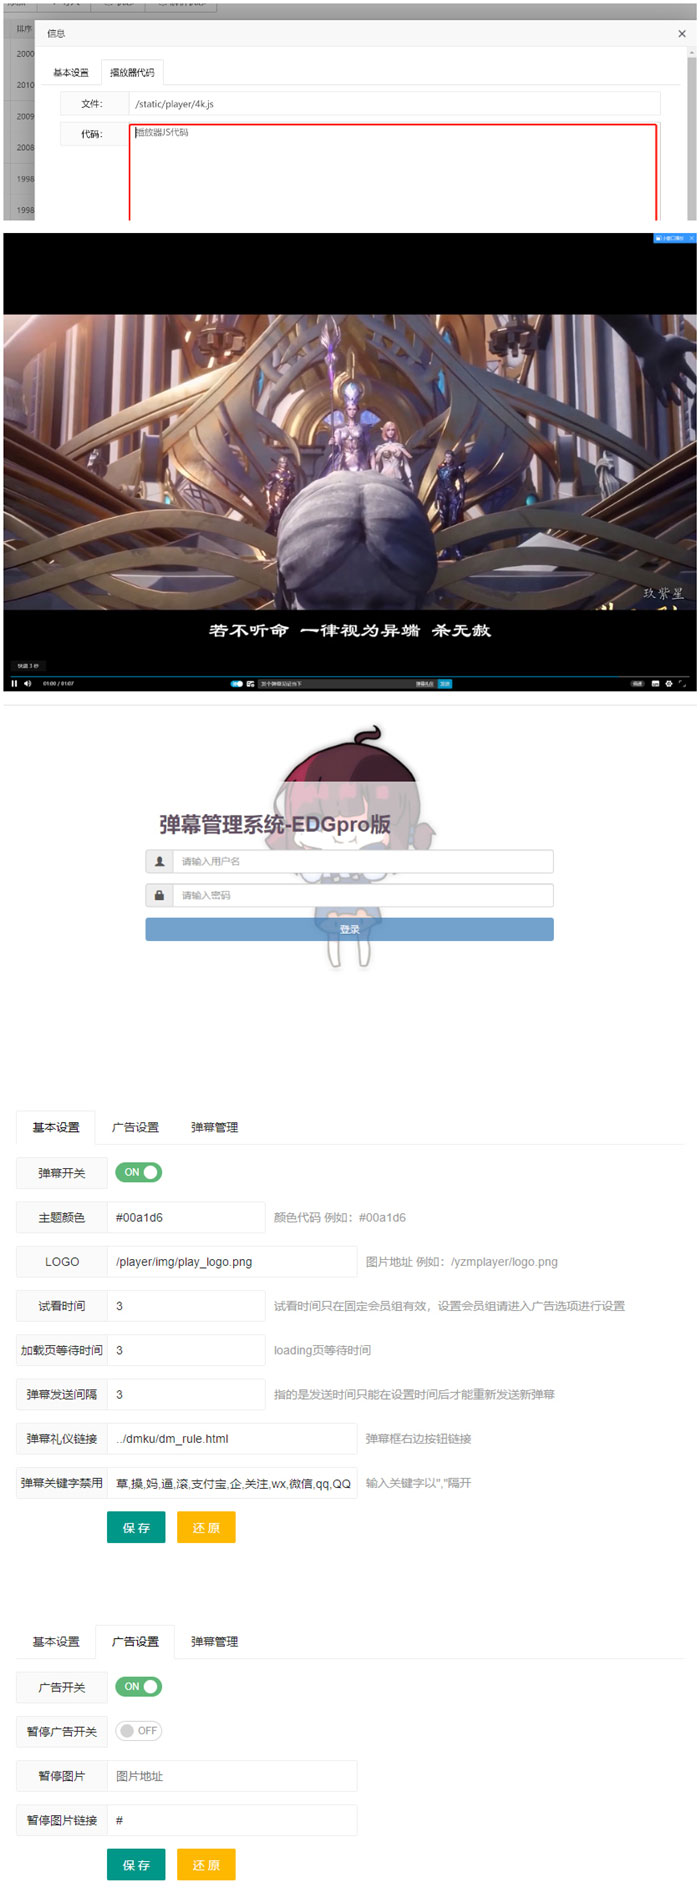 排序
信息
2000
基本设置 播放器代码
2010
文件： /static/player/4k.js
2009
代码： 播放器JS代码
2008
1998
1998
玖紫星
若不听命 一律视为异端 杀无赦
快进 3 秒
01:00 / 01:07
弹幕管理系统-EDGpro版
请输入用户名
请输入密码
登录
基本设置 广告设置 弹幕管理
弹幕开关 ON
主题颜色 #00a1d6 颜色代码 例如：#00a1d6
LOGO /player/img/play_logo.png 图片地址 例如：/yzmplayer/logo.png
试看时间 3 试看时间只在固定会员组有效，设置会员组请进入广告选项进行设置
加载页等待时间 3 loading页等待时间
弹幕发送间隔 3 指的是发送时间只能在设置时间后才能重新发送新弹幕
弹幕礼仪链接 ../dmku/dm_rule.html 弹幕框右边按钮链接
弹幕关键字禁用 草,操,妈,逼,滚,支付宝,企,关注,wx,微信,qq,QQ 输入关键字以","隔开
保 存 还 原
基本设置 广告设置 弹幕管理
广告开关 ON
暂停广告开关 OFF
暂停图片 图片地址
暂停图片链接 #
保 存 还 原